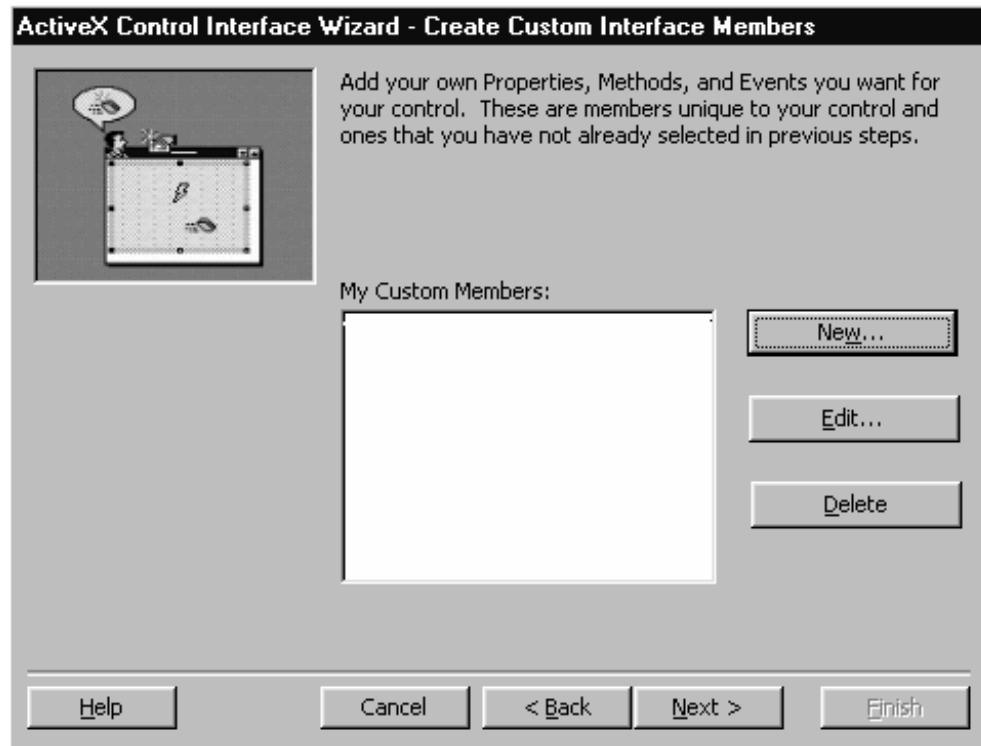 ActiveX Control Interface Wizard - Create Custom Interface Members
Add your own Properties, Methods, and Events you want for
your control. These are members unique to your control and
ones that you have not already selected in previous steps.
My Custom Members:
New...
Edit...
Delete
Help
Cancel
< Back
Next >
Finish